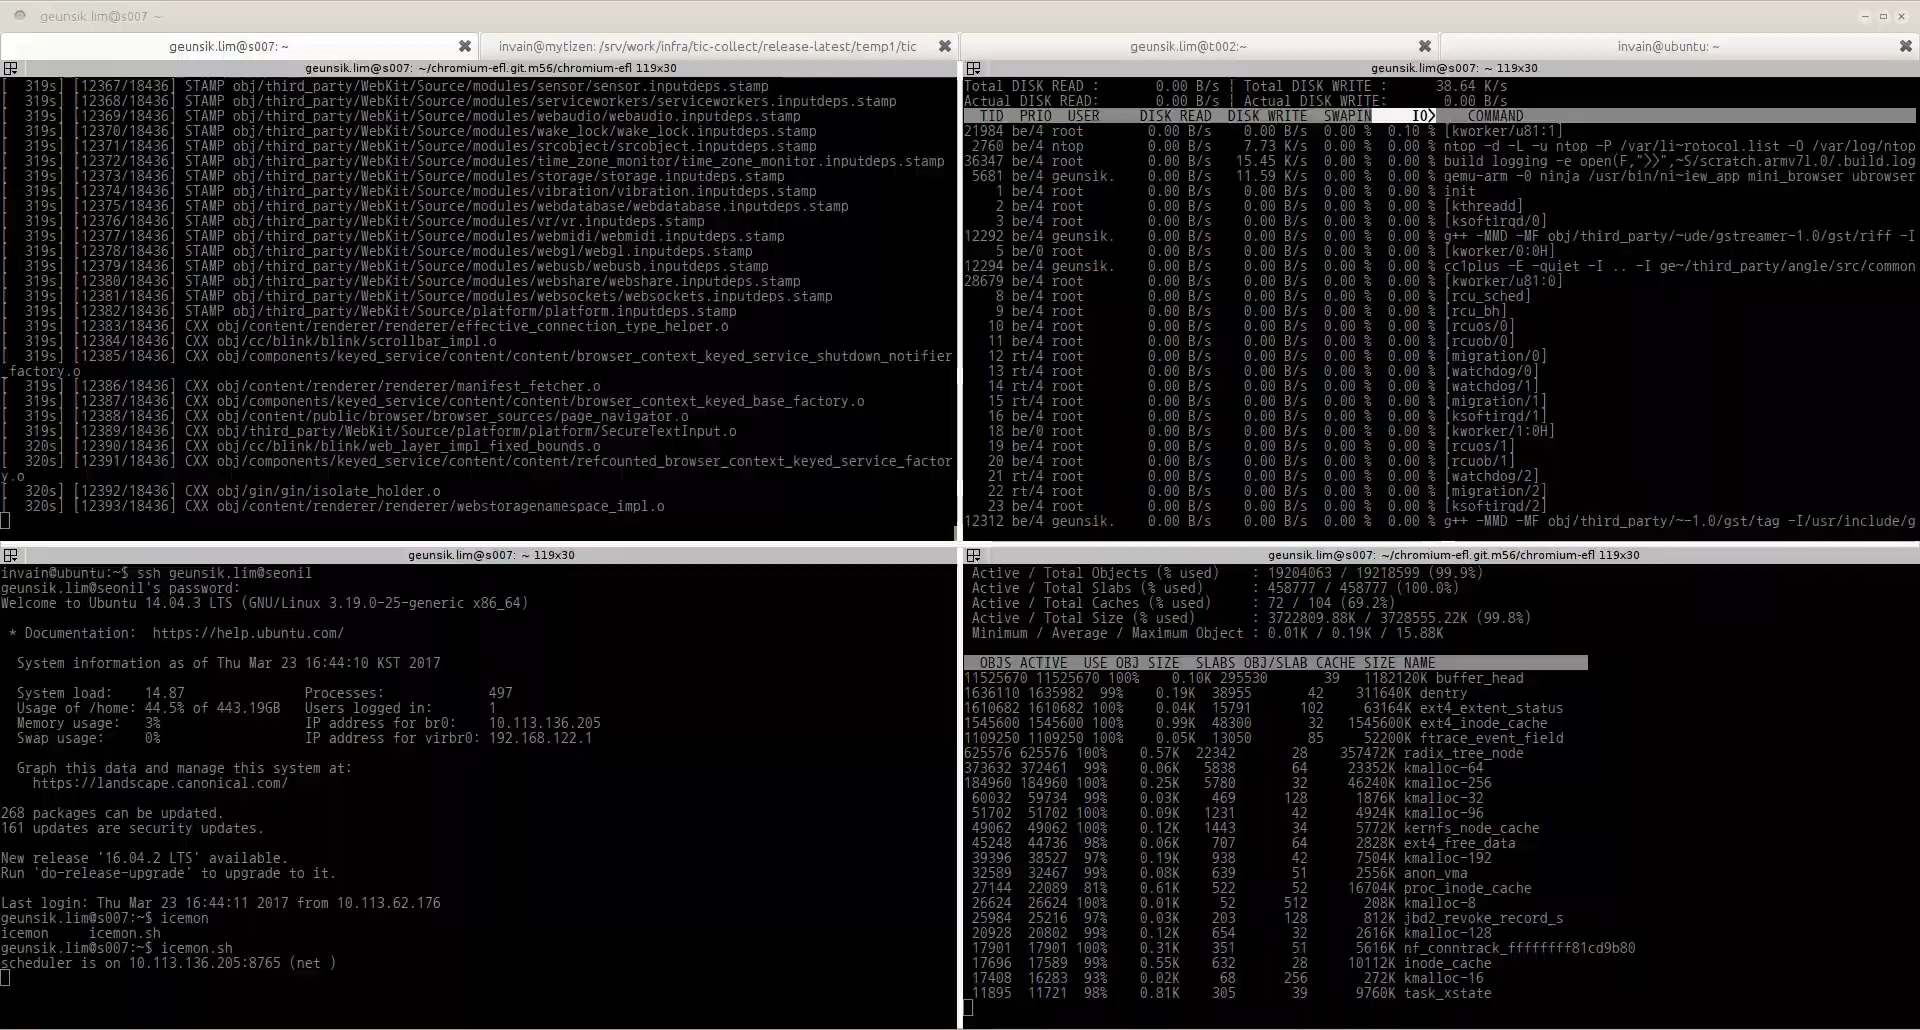 geunsik.lim@s007 ~
geunsik.lim@s007: ~
invain@mytizen: /srv/work/infra/tic-collect/release-latest/temp1/tic
geunsik.lim@t002:~
invain@ubuntu: ~
geunsik.lim@s007: ~/chromium-efl.git.m56/chromium-efl 119x30
[  319s] [12367/18436] STAMP obj/third_party/WebKit/Source/modules/sensor/sensor.inputdeps.stamp
[  319s] [12368/18436] STAMP obj/third_party/WebKit/Source/modules/serviceworkers/serviceworkers.inputdeps.stamp
[  319s] [12369/18436] STAMP obj/third_party/WebKit/Source/modules/webaudio/webaudio.inputdeps.stamp
[  319s] [12370/18436] STAMP obj/third_party/WebKit/Source/modules/wake_lock/wake_lock.inputdeps.stamp
[  319s] [12371/18436] STAMP obj/third_party/WebKit/Source/modules/srcobject/srcobject.inputdeps.stamp
[  319s] [12372/18436] STAMP obj/third_party/WebKit/Source/modules/time_zone_monitor/time_zone_monitor.inputdeps.stamp
[  319s] [12373/18436] STAMP obj/third_party/WebKit/Source/modules/storage/storage.inputdeps.stamp
[  319s] [12374/18436] STAMP obj/third_party/WebKit/Source/modules/vibration/vibration.inputdeps.stamp
[  319s] [12375/18436] STAMP obj/third_party/WebKit/Source/modules/webdatabase/webdatabase.inputdeps.stamp
[  319s] [12376/18436] STAMP obj/third_party/WebKit/Source/modules/vr/vr.inputdeps.stamp
[  319s] [12377/18436] STAMP obj/third_party/WebKit/Source/modules/webmidi/webmidi.inputdeps.stamp
[  319s] [12378/18436] STAMP obj/third_party/WebKit/Source/modules/webgl/webgl.inputdeps.stamp
[  319s] [12379/18436] STAMP obj/third_party/WebKit/Source/modules/webusb/webusb.inputdeps.stamp
[  319s] [12380/18436] STAMP obj/third_party/WebKit/Source/modules/webshare/webshare.inputdeps.stamp
[  319s] [12381/18436] STAMP obj/third_party/WebKit/Source/modules/websockets/websockets.inputdeps.stamp
[  319s] [12382/18436] STAMP obj/third_party/WebKit/Source/platform/platform.inputdeps.stamp
[  319s] [12383/18436] CXX obj/content/renderer/renderer/effective_connection_type_helper.o
[  319s] [12384/18436] CXX obj/cc/blink/blink/scrollbar_impl.o
[  319s] [12385/18436] CXX obj/components/keyed_service/content/content/browser_context_keyed_service_shutdown_notifier
_factory.o
[  319s] [12386/18436] CXX obj/content/renderer/renderer/manifest_fetcher.o
[  319s] [12387/18436] CXX obj/components/keyed_service/content/content/browser_context_keyed_base_factory.o
[  319s] [12388/18436] CXX obj/content/public/browser/browser_sources/page_navigator.o
[  319s] [12389/18436] CXX obj/third_party/WebKit/Source/platform/platform/SecureTextInput.o
[  320s] [12390/18436] CXX obj/cc/blink/blink/web_layer_impl_fixed_bounds.o
[  320s] [12391/18436] CXX obj/components/keyed_service/content/content/refcounted_browser_context_keyed_service_factor
y.o
[  320s] [12392/18436] CXX obj/gin/gin/isolate_holder.o
[  320s] [12393/18436] CXX obj/content/renderer/renderer/webstoragenamespace_impl.o
geunsik.lim@s007: ~ 119x30
Total DISK READ :       0.00 B/s | Total DISK WRITE :      38.64 K/s
Actual DISK READ:       0.00 B/s | Actual DISK WRITE:       0.00 B/s
TID  PRIO  USER     DISK READ  DISK WRITE  SWAPIN     IO>    COMMAND
21984 be/4 root        0.00 B/s    0.00 B/s  0.00 %  0.10 % [kworker/u81:1]
2760 be/4 ntop        0.00 B/s    7.73 K/s  0.00 %  0.00 % ntop -d -L -u ntop -P /var/li~rotocol.list -O /var/log/ntop
36347 be/4 root        0.00 B/s   15.45 K/s  0.00 %  0.00 % build logging -e open(F,">>",~S/scratch.armv7l.0/.build.log
5681 be/4 geunsik.    0.00 B/s   11.59 K/s  0.00 %  0.00 % qemu-arm -0 ninja /usr/bin/ni~iew_app mini_browser ubrowser
1 be/4 root        0.00 B/s    0.00 B/s  0.00 %  0.00 % init
2 be/4 root        0.00 B/s    0.00 B/s  0.00 %  0.00 % [kthreadd]
3 be/4 root        0.00 B/s    0.00 B/s  0.00 %  0.00 % [ksoftirqd/0]
12292 be/4 geunsik.    0.00 B/s    0.00 B/s  0.00 %  0.00 % g++ -MMD -MF obj/third_party/~ude/gstreamer-1.0/gst/riff -I
5 be/0 root        0.00 B/s    0.00 B/s  0.00 %  0.00 % [kworker/0:0H]
12294 be/4 geunsik.    0.00 B/s    0.00 B/s  0.00 %  0.00 % cc1plus -E -quiet -I .. -I ge~/third_party/angle/src/common
28679 be/4 root        0.00 B/s    0.00 B/s  0.00 %  0.00 % [kworker/u81:0]
8 be/4 root        0.00 B/s    0.00 B/s  0.00 %  0.00 % [rcu_sched]
9 be/4 root        0.00 B/s    0.00 B/s  0.00 %  0.00 % [rcu_bh]
10 be/4 root        0.00 B/s    0.00 B/s  0.00 %  0.00 % [rcuos/0]
11 be/4 root        0.00 B/s    0.00 B/s  0.00 %  0.00 % [rcuob/0]
12 rt/4 root        0.00 B/s    0.00 B/s  0.00 %  0.00 % [migration/0]
13 rt/4 root        0.00 B/s    0.00 B/s  0.00 %  0.00 % [watchdog/0]
14 rt/4 root        0.00 B/s    0.00 B/s  0.00 %  0.00 % [watchdog/1]
15 rt/4 root        0.00 B/s    0.00 B/s  0.00 %  0.00 % [migration/1]
16 be/4 root        0.00 B/s    0.00 B/s  0.00 %  0.00 % [ksoftirqd/1]
18 be/0 root        0.00 B/s    0.00 B/s  0.00 %  0.00 % [kworker/1:0H]
19 be/4 root        0.00 B/s    0.00 B/s  0.00 %  0.00 % [rcuos/1]
20 be/4 root        0.00 B/s    0.00 B/s  0.00 %  0.00 % [rcuob/1]
21 rt/4 root        0.00 B/s    0.00 B/s  0.00 %  0.00 % [watchdog/2]
22 rt/4 root        0.00 B/s    0.00 B/s  0.00 %  0.00 % [migration/2]
23 be/4 root        0.00 B/s    0.00 B/s  0.00 %  0.00 % [ksoftirqd/2]
12312 be/4 geunsik.    0.00 B/s    0.00 B/s  0.00 %  0.00 % g++ -MMD -MF obj/third_party/~-1.0/gst/tag -I/usr/include/g
geunsik.lim@s007: ~ 119x30
invain@ubuntu:~$ ssh geunsik.lim@seonil
geunsik.lim@seonil's password:
Welcome to Ubuntu 14.04.3 LTS (GNU/Linux 3.19.0-25-generic x86_64)
* Documentation:  https://help.ubuntu.com/
System information as of Thu Mar 23 16:44:10 KST 2017
System load:    14.87               Processes:             497
Usage of /home: 44.5% of 443.19GB   Users logged in:       1
Memory usage:   3%                  IP address for br0:    10.113.136.205
Swap usage:     0%                  IP address for virbr0: 192.168.122.1
Graph this data and manage this system at:
https://landscape.canonical.com/
268 packages can be updated.
161 updates are security updates.
New release '16.04.2 LTS' available.
Run 'do-release-upgrade' to upgrade to it.
Last login: Thu Mar 23 16:44:11 2017 from 10.113.62.176
geunsik.lim@s007:~$ icemon
icemon     icemon.sh
geunsik.lim@s007:~$ icemon.sh
scheduler is on 10.113.136.205:8765 (net )
geunsik.lim@s007: ~/chromium-efl.git.m56/chromium-efl 119x30
Active / Total Objects (% used)    : 19204063 / 19218599 (99.9%)
Active / Total Slabs (% used)      : 458777 / 458777 (100.0%)
Active / Total Caches (% used)     : 72 / 104 (69.2%)
Active / Total Size (% used)       : 3722809.88K / 3728555.22K (99.8%)
Minimum / Average / Maximum Object : 0.01K / 0.19K / 15.88K
OBJS ACTIVE  USE OBJ SIZE  SLABS OBJ/SLAB CACHE SIZE NAME
11525670 11525670 100%    0.10K 295530       39   1182120K buffer_head
1636110 1635982  99%    0.19K  38955       42    311640K dentry
1610682 1610682 100%    0.04K  15791      102     63164K ext4_extent_status
1545600 1545600 100%    0.99K  48300       32   1545600K ext4_inode_cache
1109250 1109250 100%    0.05K  13050       85     52200K ftrace_event_field
625576 625576 100%    0.57K  22342       28    357472K radix_tree_node
373632 372461  99%    0.06K   5838       64     23352K kmalloc-64
184960 184960 100%    0.25K   5780       32     46240K kmalloc-256
60032  59734  99%    0.03K    469      128      1876K kmalloc-32
51702  51702 100%    0.09K   1231       42      4924K kmalloc-96
49062  49062 100%    0.12K   1443       34      5772K kernfs_node_cache
45248  44736  98%    0.06K    707       64      2828K ext4_free_data
39396  38527  97%    0.19K    938       42      7504K kmalloc-192
32589  32467  99%    0.08K    639       51      2556K anon_vma
27144  22089  81%    0.61K    522       52     16704K proc_inode_cache
26624  26624 100%    0.01K     52      512       208K kmalloc-8
25984  25216  97%    0.03K    203      128       812K jbd2_revoke_record_s
20928  20802  99%    0.12K    654       32      2616K kmalloc-128
17901  17901 100%    0.31K    351       51      5616K nf_conntrack_ffffffff81cd9b80
17696  17589  99%    0.55K    632       28     10112K inode_cache
17408  16283  93%    0.02K     68      256       272K kmalloc-16
11895  11721  98%    0.81K    305       39      9760K task_xstate